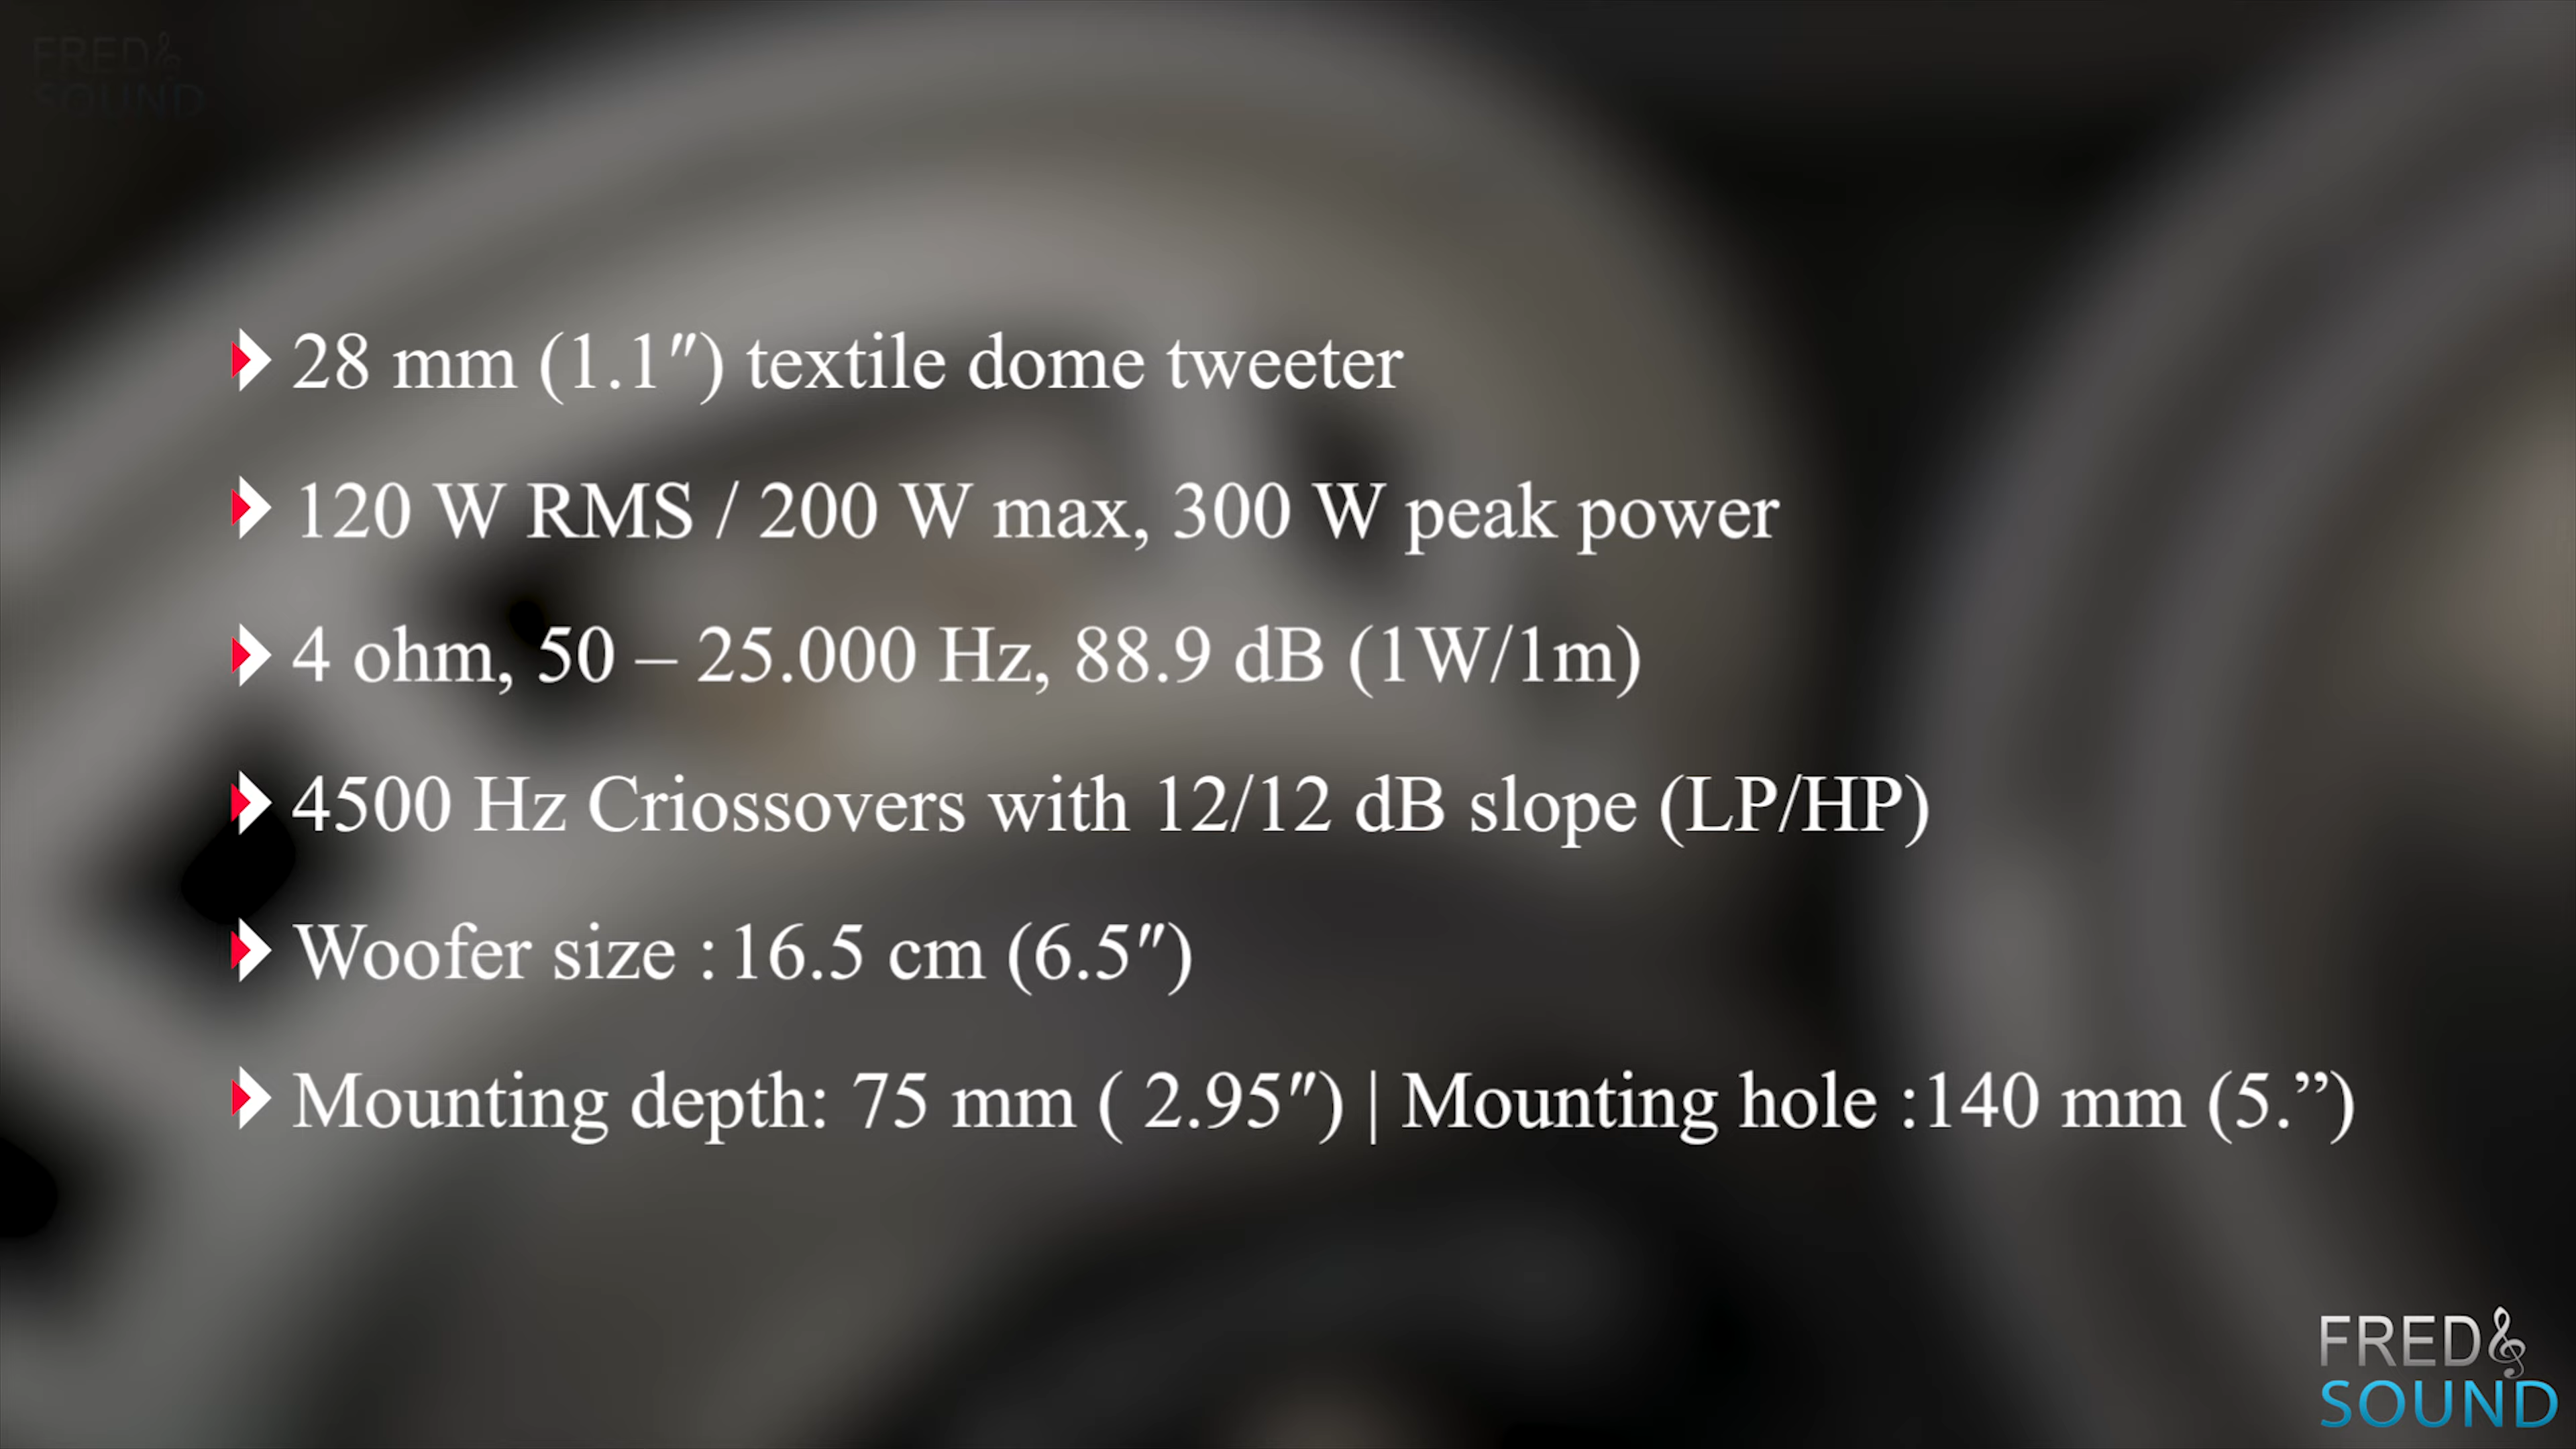 FRED
SOUND
28 mm (1.1″) textile dome tweeter
120 W RMS / 200 W max, 300 W peak power
4 ohm, 50 – 25.000 Hz, 88.9 dB (1W/1m)
4500 Hz Criossovers with 12/12 dB slope (LP/HP)
Woofer size : 16.5 cm (6.5″)
Mounting depth: 75 mm ( 2.95″) | Mounting hole :140 mm (5.”)
FRED
SOUND